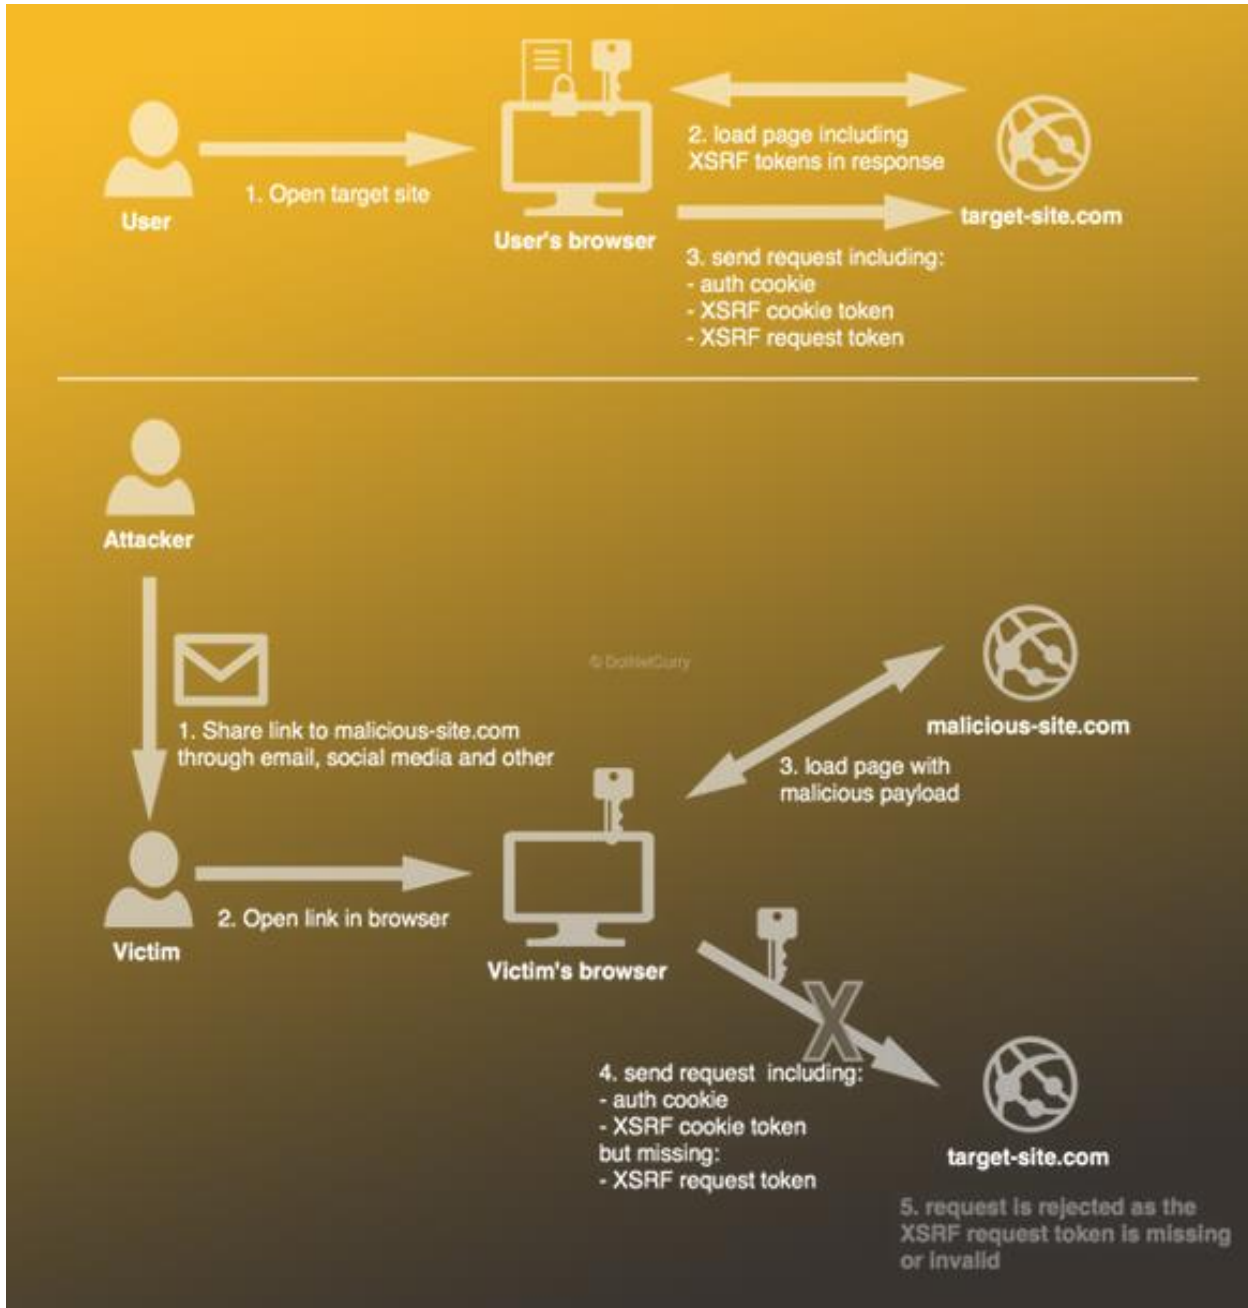 1. Open target site
User
User's browser
2. load page including
XSRF tokens in response
target-site.com
3. send request including:
- auth cookie
- XSRF cookie token
- XSRF request token
Attacker
1. Share link to malicious-site.com
through email, social media and other
© DotNetCurry
malicious-site.com
3. load page with
malicious payload
Victim
2. Open link in browser
Victim's browser
X
4. send request including:
- auth cookie
- XSRF cookie token
but missing:
- XSRF request token
target-site.com
5. request is rejected as the
XSRF request token is missing
or invalid